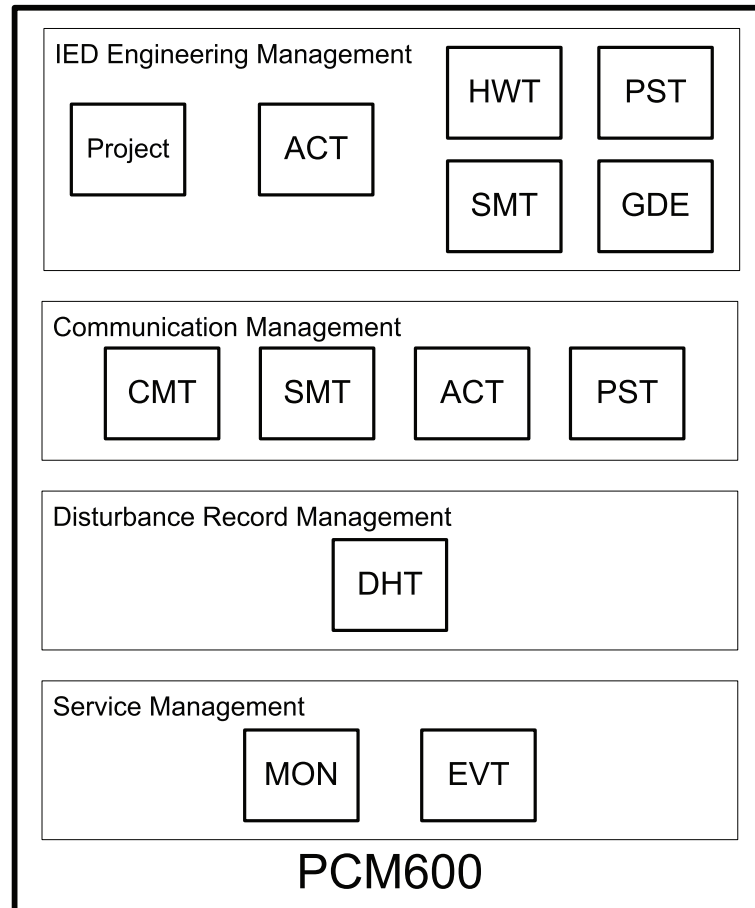 IED Engineering Management
Project
ACT
HWT
PST
SMT
GDE
Communication Management
CMT
SMT
ACT
PST
Disturbance Record Management
DHT
Service Management
MON
EVT
PCM600